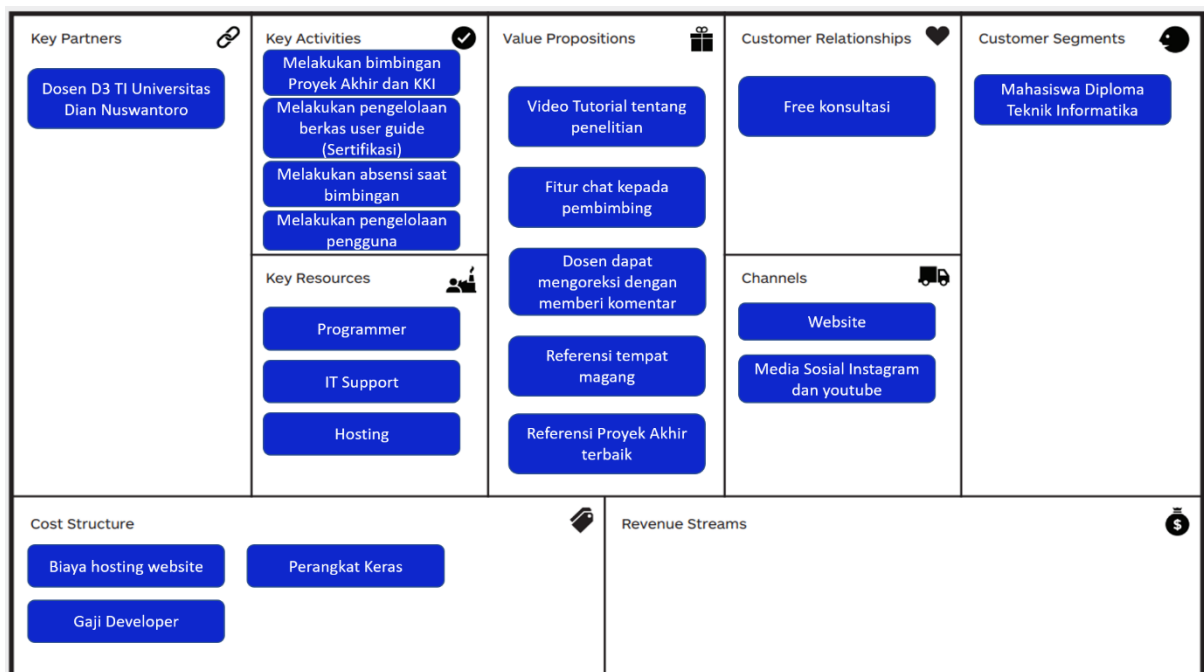 Key Partners
Dosen D3 TI Universitas
Dian Nuswantoro
Key Activities
Melakukan bimbingan
Proyek Akhir dan KKI
Melakukan pengelolaan
berkas user guide
(Sertifikasi)
Melakukan absensi saat
bimbingan
Melakukan pengelolaan
pengguna
Key Resources
Programmer
IT Support
Hosting
Value Propositions
Video Tutorial tentang
penelitian
Fitur chat kepada
pembimbing
Dosen dapat
mengoreksi dengan
memberi komentar
Referensi tempat
magang
Referensi Proyek Akhir
terbaik
Customer Relationships
Free konsultasi
Channels
Website
Media Sosial Instagram
dan youtube
Customer Segments
Mahasiswa Diploma
Teknik Informatika
Cost Structure
Biaya hosting website
Perangkat Keras
Gaji Developer
Revenue Streams
$